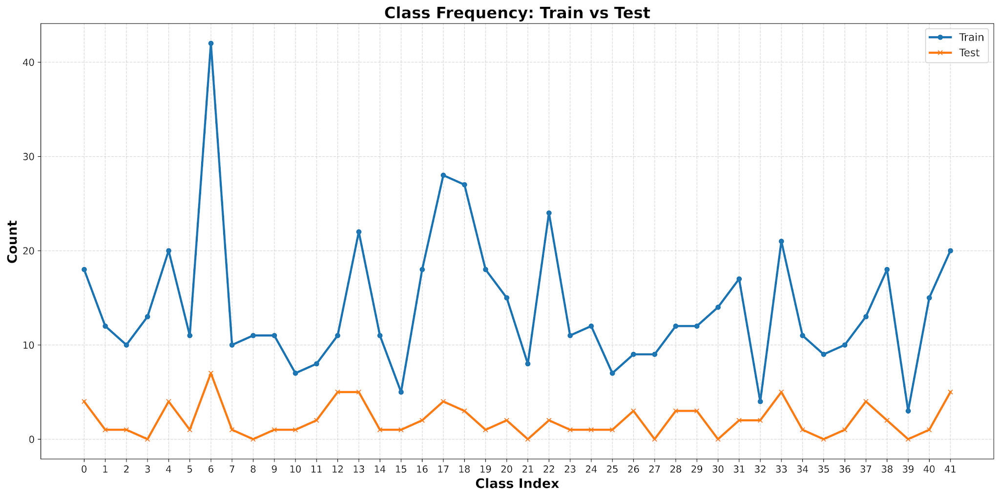 Class Frequency: Train vs Test
Train
Test
40
30
20
10
0
Count
0 1 2 3 4 5 6 7 8 9 10 11 12 13 14 15 16 17 18 19 20 21 22 23 24 25 26 27 28 29 30 31 32 33 34 35 36 37 38 39 40 41
Class Index